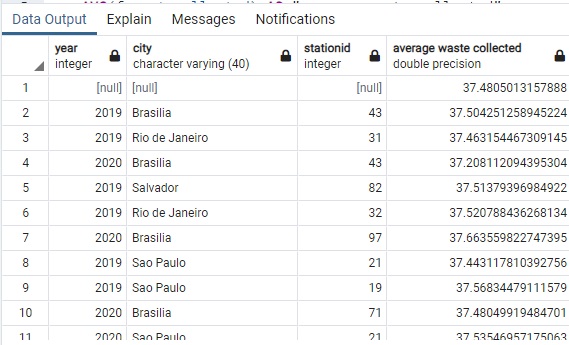 Data Output Explain Messages Notifications
year city stationid average waste collected
integer character varying (40) integer double precision
1 [null] [null] [null] 37.4805013157888
2 2019 Brasilia 43 37.504251258945224
3 2019 Rio de Janeiro 31 37.463154467309145
4 2020 Brasilia 43 37.208112094395304
5 2019 Salvador 82 37.51379396984922
6 2019 Rio de Janeiro 32 37.520788436268134
7 2020 Brasilia 97 37.663559822747395
8 2019 Sao Paulo 21 37.443117810392756
9 2019 Sao Paulo 19 37.56834479111579
10 2020 Brasilia 71 37.48049919484701
11 2020 Sao Paulo 21 37.53546957175063